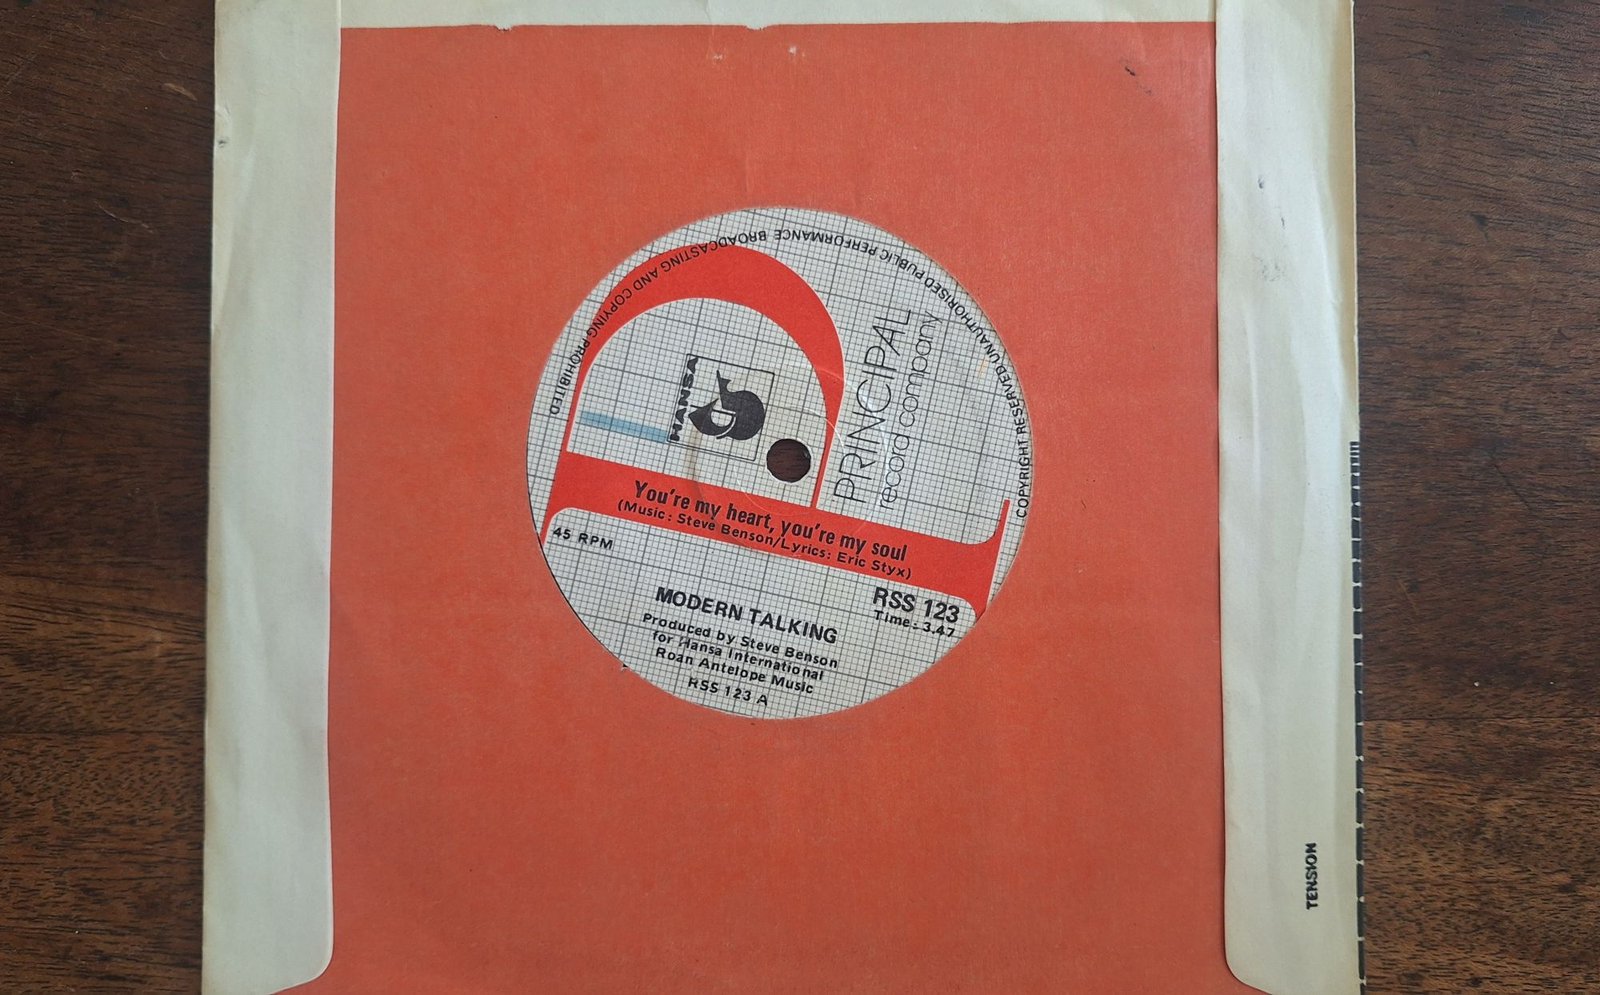 COPYRIGHT RESERVED UNAUTHORISED PUBLIC PERFORMANCE BROADCASTING AND COPYING PROHIBITED
HANSA
PRINCIPAL
record company
You're my heart, you're my soul
(Music: Steve Benson/Lyrics: Eric Styx)
45 RPM
RSS 123
Time: 3.47
MODERN TALKING
Produced by Steve Benson
for Hansa International
Roan Antelope Music
RSS 123 A
TENSION